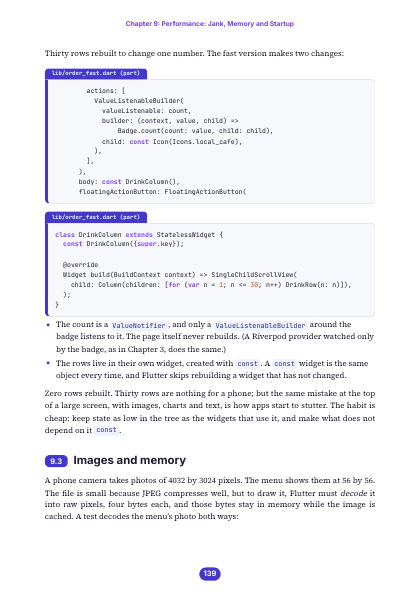 Chapter 9: Performance: Jank, Memory and Startup
Thirty rows rebuilt to change one number. The fast version makes two changes:
lib/order_fast.dart (part)
actions: [
ValueListenableBuilder(
valueListenable: count,
builder: (context, value, child) =>
Badge.count(count: value, child: child),
child: const Icon(Icons.local_cafe),
),
],
),
body: const DrinkColumn(),
floatingActionButton: FloatingActionButton(
lib/order_fast.dart (part)
class DrinkColumn extends StatelessWidget {
const DrinkColumn({super.key});
@override
Widget build(BuildContext context) => SingleChildScrollView(
child: Column(children: [for (var n = 1; n <= 30; n++) DrinkRow(n: n)]),
);
}
• The count is a ValueNotifier, and only a ValueListenableBuilder around the
badge listens to it. The page itself never rebuilds. (A Riverpod provider watched only
by the badge, as in Chapter 3, does the same.)
• The rows live in their own widget, created with const. A const widget is the same
object every time, and Flutter skips rebuilding a widget that has not changed.
Zero rows rebuilt. Thirty rows are nothing for a phone; but the same mistake at the top
of a large screen, with images, charts and text, is how apps start to stutter. The habit is
cheap: keep state as low in the tree as the widgets that use it, and make what does not
depend on it const.
9.3 Images and memory
A phone camera takes photos of 4032 by 3024 pixels. The menu shows them at 56 by 56.
The file is small because JPEG compresses well, but to draw it, Flutter must decode it
into raw pixels, four bytes each, and those bytes stay in memory while the image is
cached. A test decodes the menu's photo both ways:
139